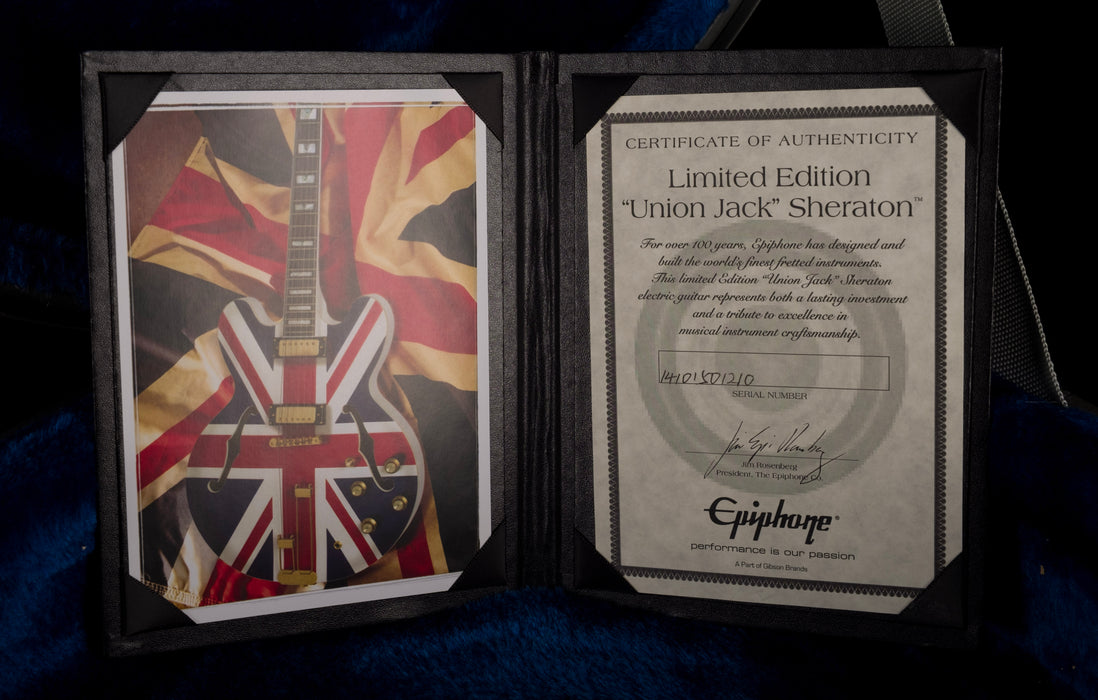 CERTIFICATE OF AUTHENTICITY
Limited Edition
“Union Jack” Sheraton™
For over 100 years, Epiphone has designed and
built the world's finest fretted instruments.
This limited Edition “Union Jack” Sheraton
electric guitar represents both a lasting investment
and a tribute to excellence in
musical instrument craftsmanship.
14101501210
SERIAL NUMBER
Jim Rosenberg
President, The Epiphone Co.
Epiphone®
performance is our passion
A Part of Gibson Brands